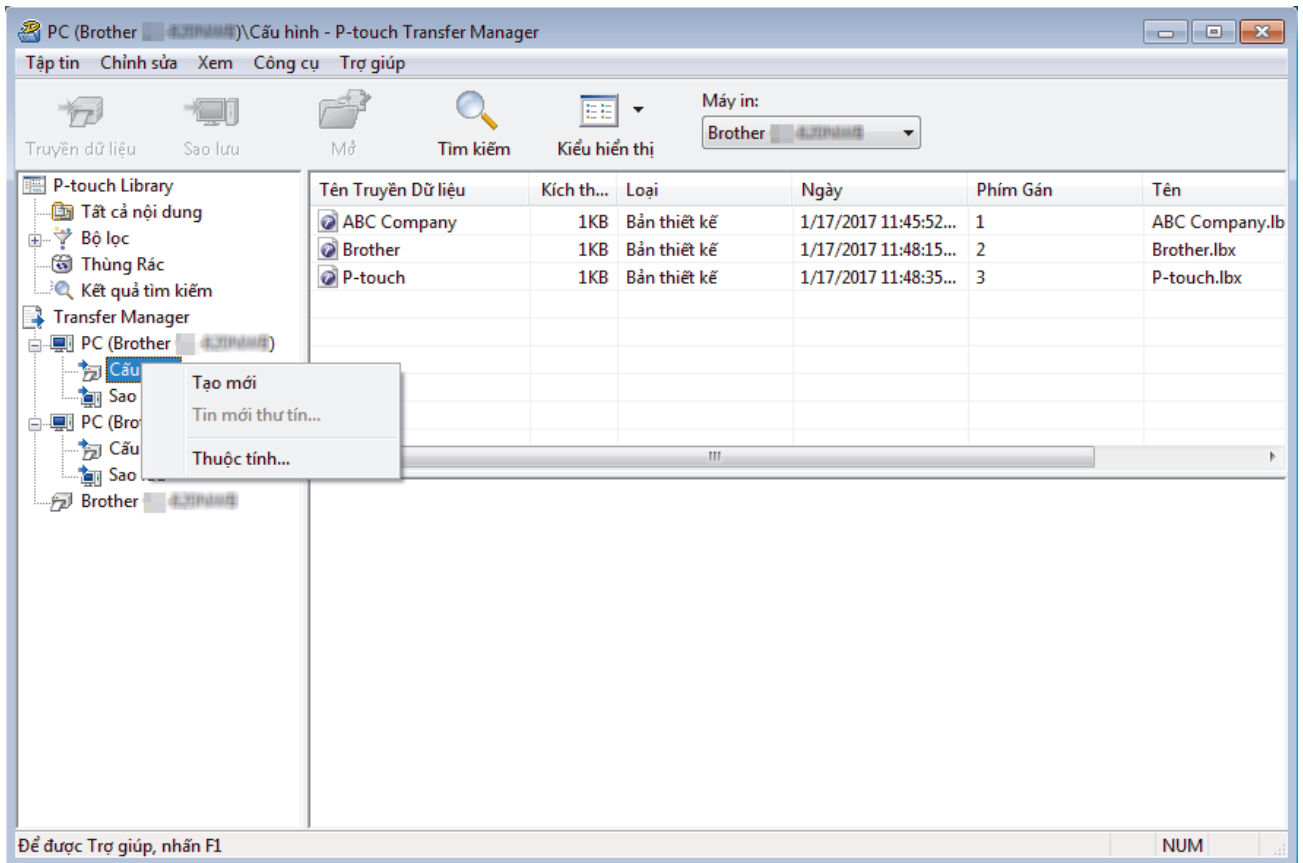 PC (Brother )\Cấu hình - P-touch Transfer Manager
Tập tin Chỉnh sửa Xem Công cụ Trợ giúp
Truyền dữ liệu Sao lưu Mở Tìm kiếm Kiểu hiển thị Máy in:
Brother
P-touch Library
Tất cả nội dung
Bộ lọc
Thùng Rác
Kết quả tìm kiếm
Transfer Manager
PC (Brother )
Cấu
Sao
PC (Bro
Cấu
Sao
Brother
Tạo mới
Tin mới thư tín...
Thuộc tính...
Tên Truyền Dữ liệu Kích th... Loại Ngày Phím Gán Tên
ABC Company 1KB Bản thiết kế 1/17/2017 11:45:52... 1 ABC Company.lb
Brother 1KB Bản thiết kế 1/17/2017 11:48:15... 2 Brother.lbx
P-touch 1KB Bản thiết kế 1/17/2017 11:48:35... 3 P-touch.lbx
Để được Trợ giúp, nhấn F1 NUM